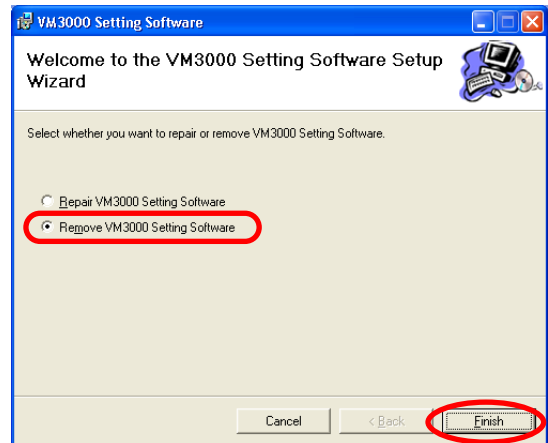 VM3000 Setting Software
Welcome to the VM3000 Setting Software Setup
Wizard
Select whether you want to repair or remove VM3000 Setting Software.
Repair VM3000 Setting Software
Remove VM3000 Setting Software
Cancel
< Back
Finish